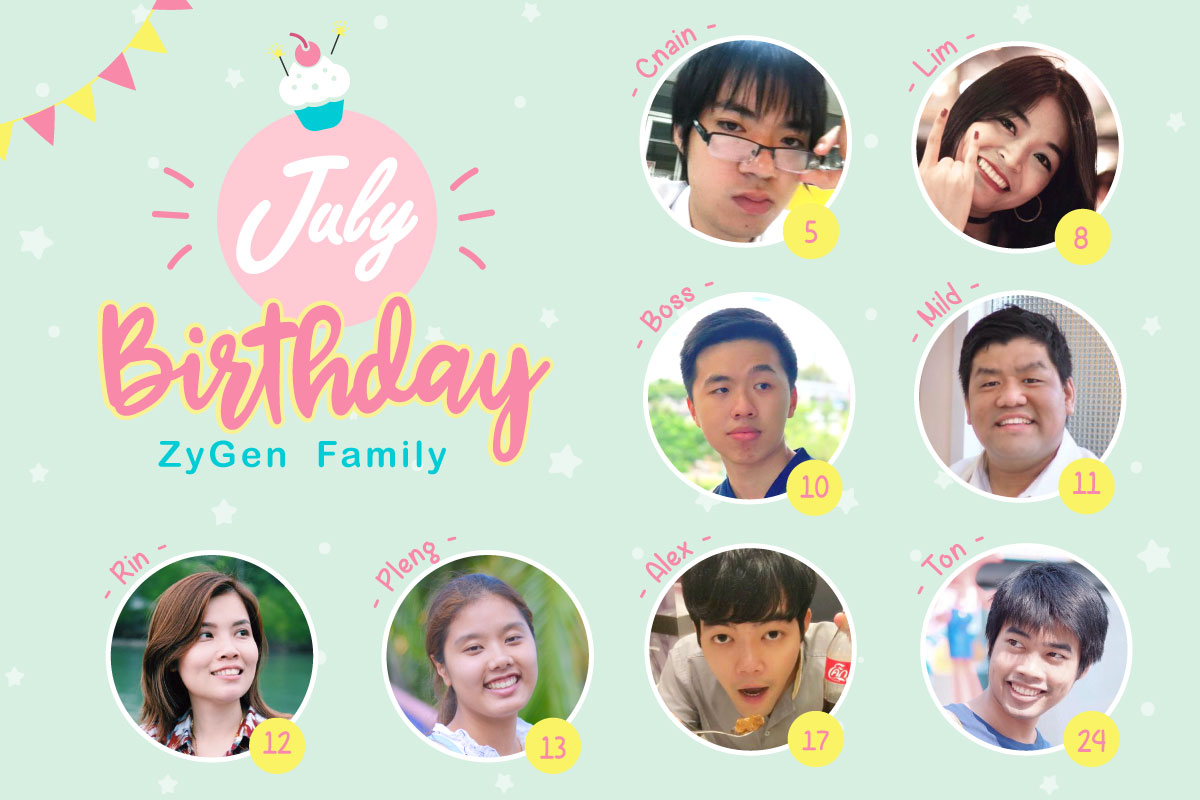 July
Birthday
ZyGen Family
- Cnain -
5
- Lim -
8
- Boss -
10
- Mild -
11
- Rin -
12
- Pleng -
13
- Alex -
17
- Ton -
24